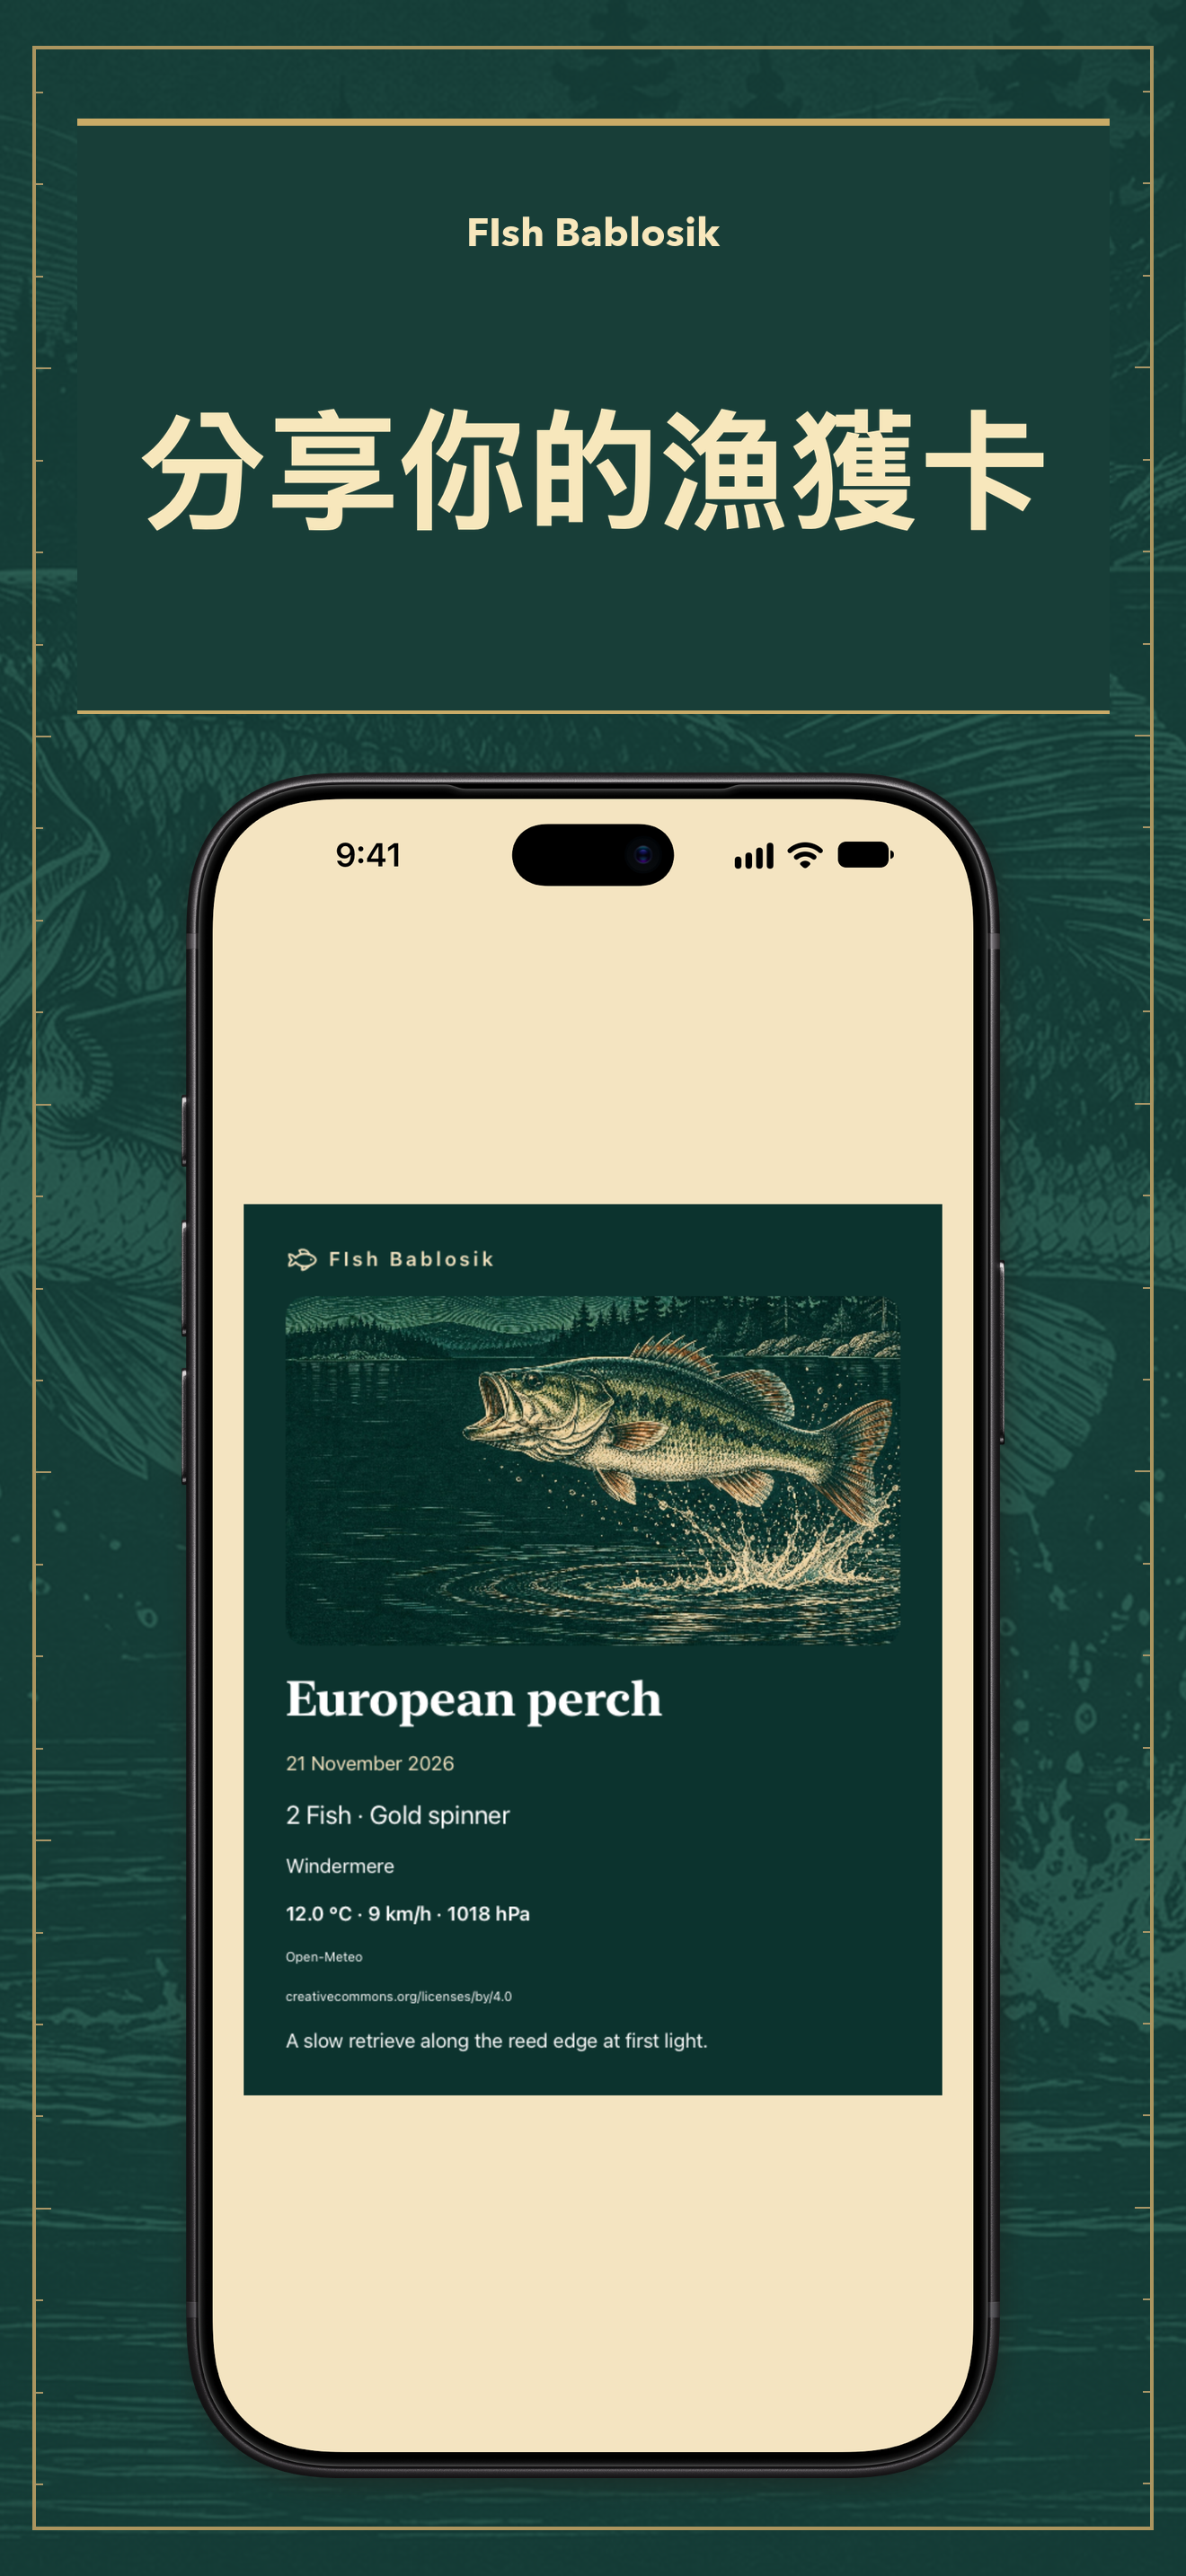 FIsh Bablosik
分享你的漁獲卡
9:41
FIsh Bablosik
European perch
21 November 2026
2 Fish · Gold spinner
Windermere
12.0 °C · 9 km/h · 1018 hPa
Open-Meteo
creativecommons.org/licenses/by/4.0
A slow retrieve along the reed edge at first light.